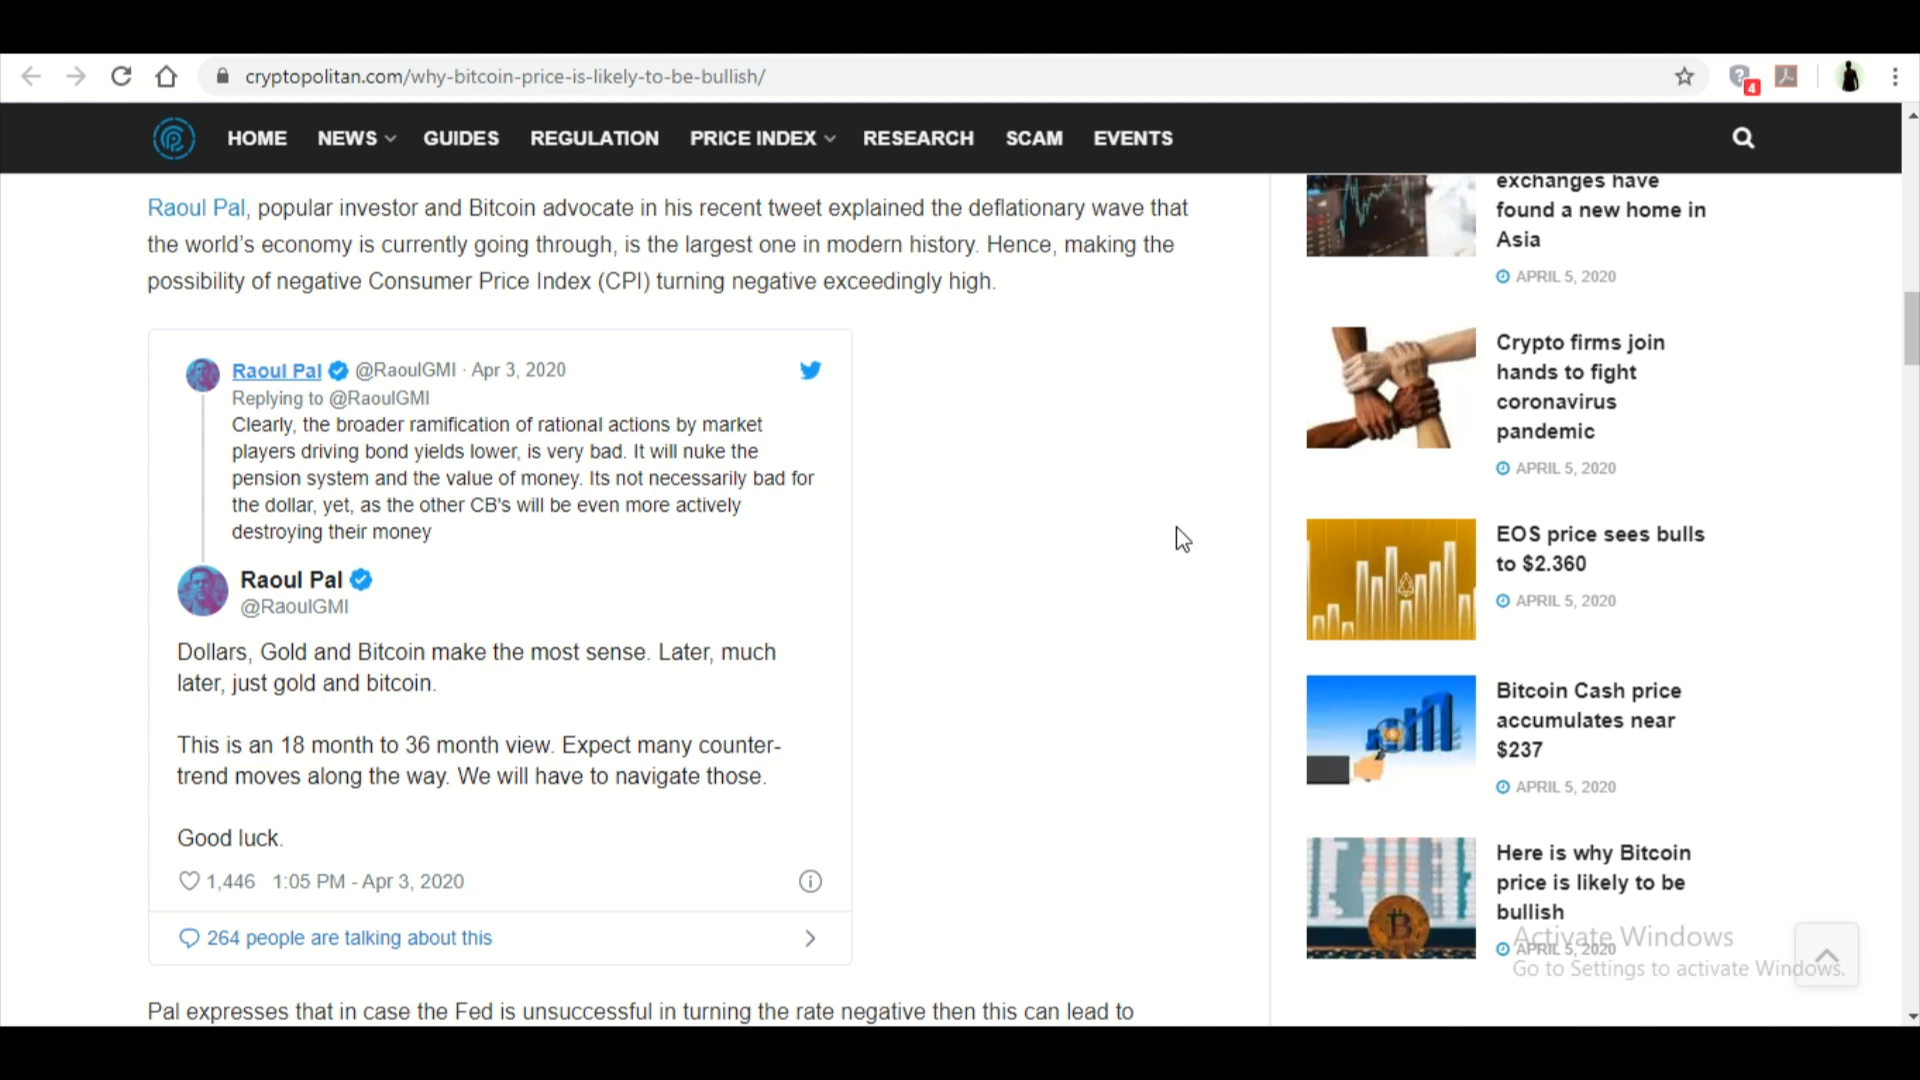 cryptopolitan.com/why-bitcoin-price-is-likely-to-be-bullish/
4
HOME NEWS GUIDES REGULATION PRICE INDEX RESEARCH SCAM EVENTS
Raoul Pal, popular investor and Bitcoin advocate in his recent tweet explained the deflationary wave that
the world’s economy is currently going through, is the largest one in modern history. Hence, making the
possibility of negative Consumer Price Index (CPI) turning negative exceedingly high.
Raoul Pal @RaoulGMI · Apr 3, 2020
Replying to @RaoulGMI
Clearly, the broader ramification of rational actions by market
players driving bond yields lower, is very bad. It will nuke the
pension system and the value of money. Its not necessarily bad for
the dollar, yet, as the other CB's will be even more actively
destroying their money
Raoul Pal
@RaoulGMI
Dollars, Gold and Bitcoin make the most sense. Later, much
later, just gold and bitcoin.
This is an 18 month to 36 month view. Expect many counter-
trend moves along the way. We will have to navigate those.
Good luck.
1,446 1:05 PM - Apr 3, 2020
264 people are talking about this
Pal expresses that in case the Fed is unsuccessful in turning the rate negative then this can lead to
exchanges have
found a new home in
Asia
APRIL 5, 2020
Crypto firms join
hands to fight
coronavirus
pandemic
APRIL 5, 2020
EOS price sees bulls
to $2.360
APRIL 5, 2020
Bitcoin Cash price
accumulates near
$237
APRIL 5, 2020
Here is why Bitcoin
price is likely to be
bullish
APRIL 5, 2020
Activate Windows
Go to Settings to activate Windows.